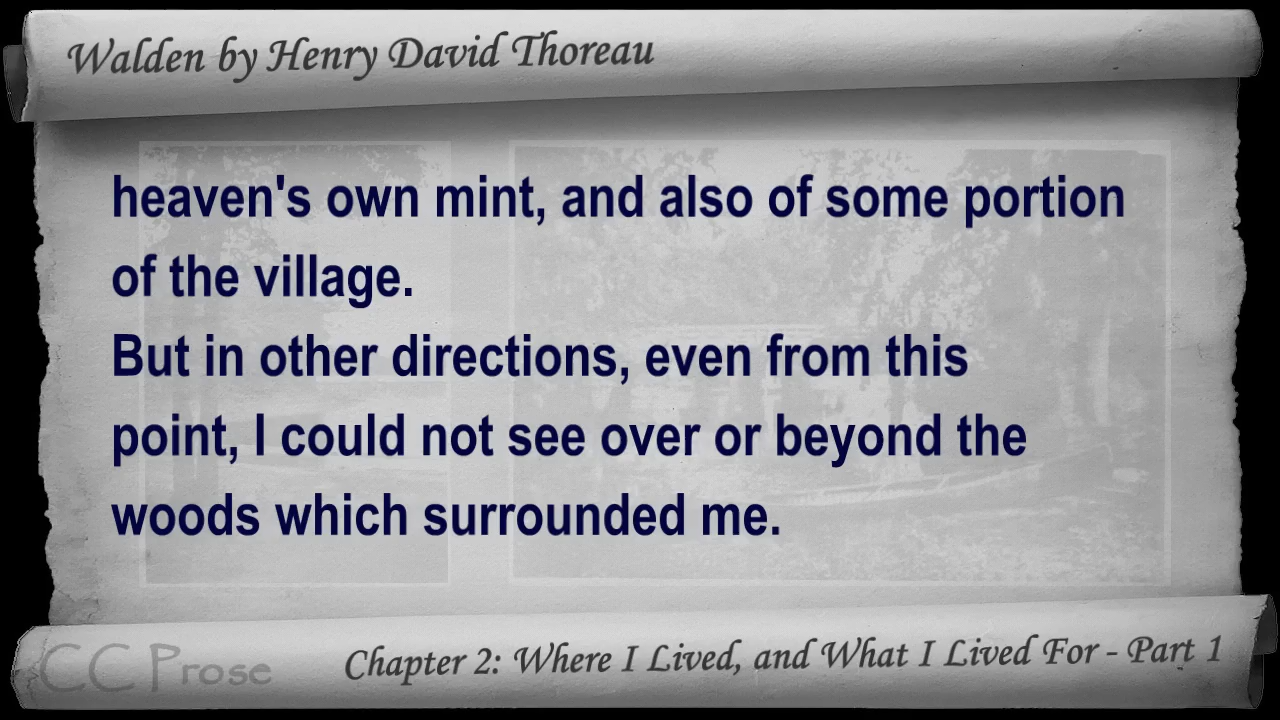 Walden by Henry David Thoreau
heaven's own mint, and also of some portion
of the village.
But in other directions, even from this
point, I could not see over or beyond the
woods which surrounded me.
CC Prose
Chapter 2: Where I Lived, and What I Lived For - Part 1